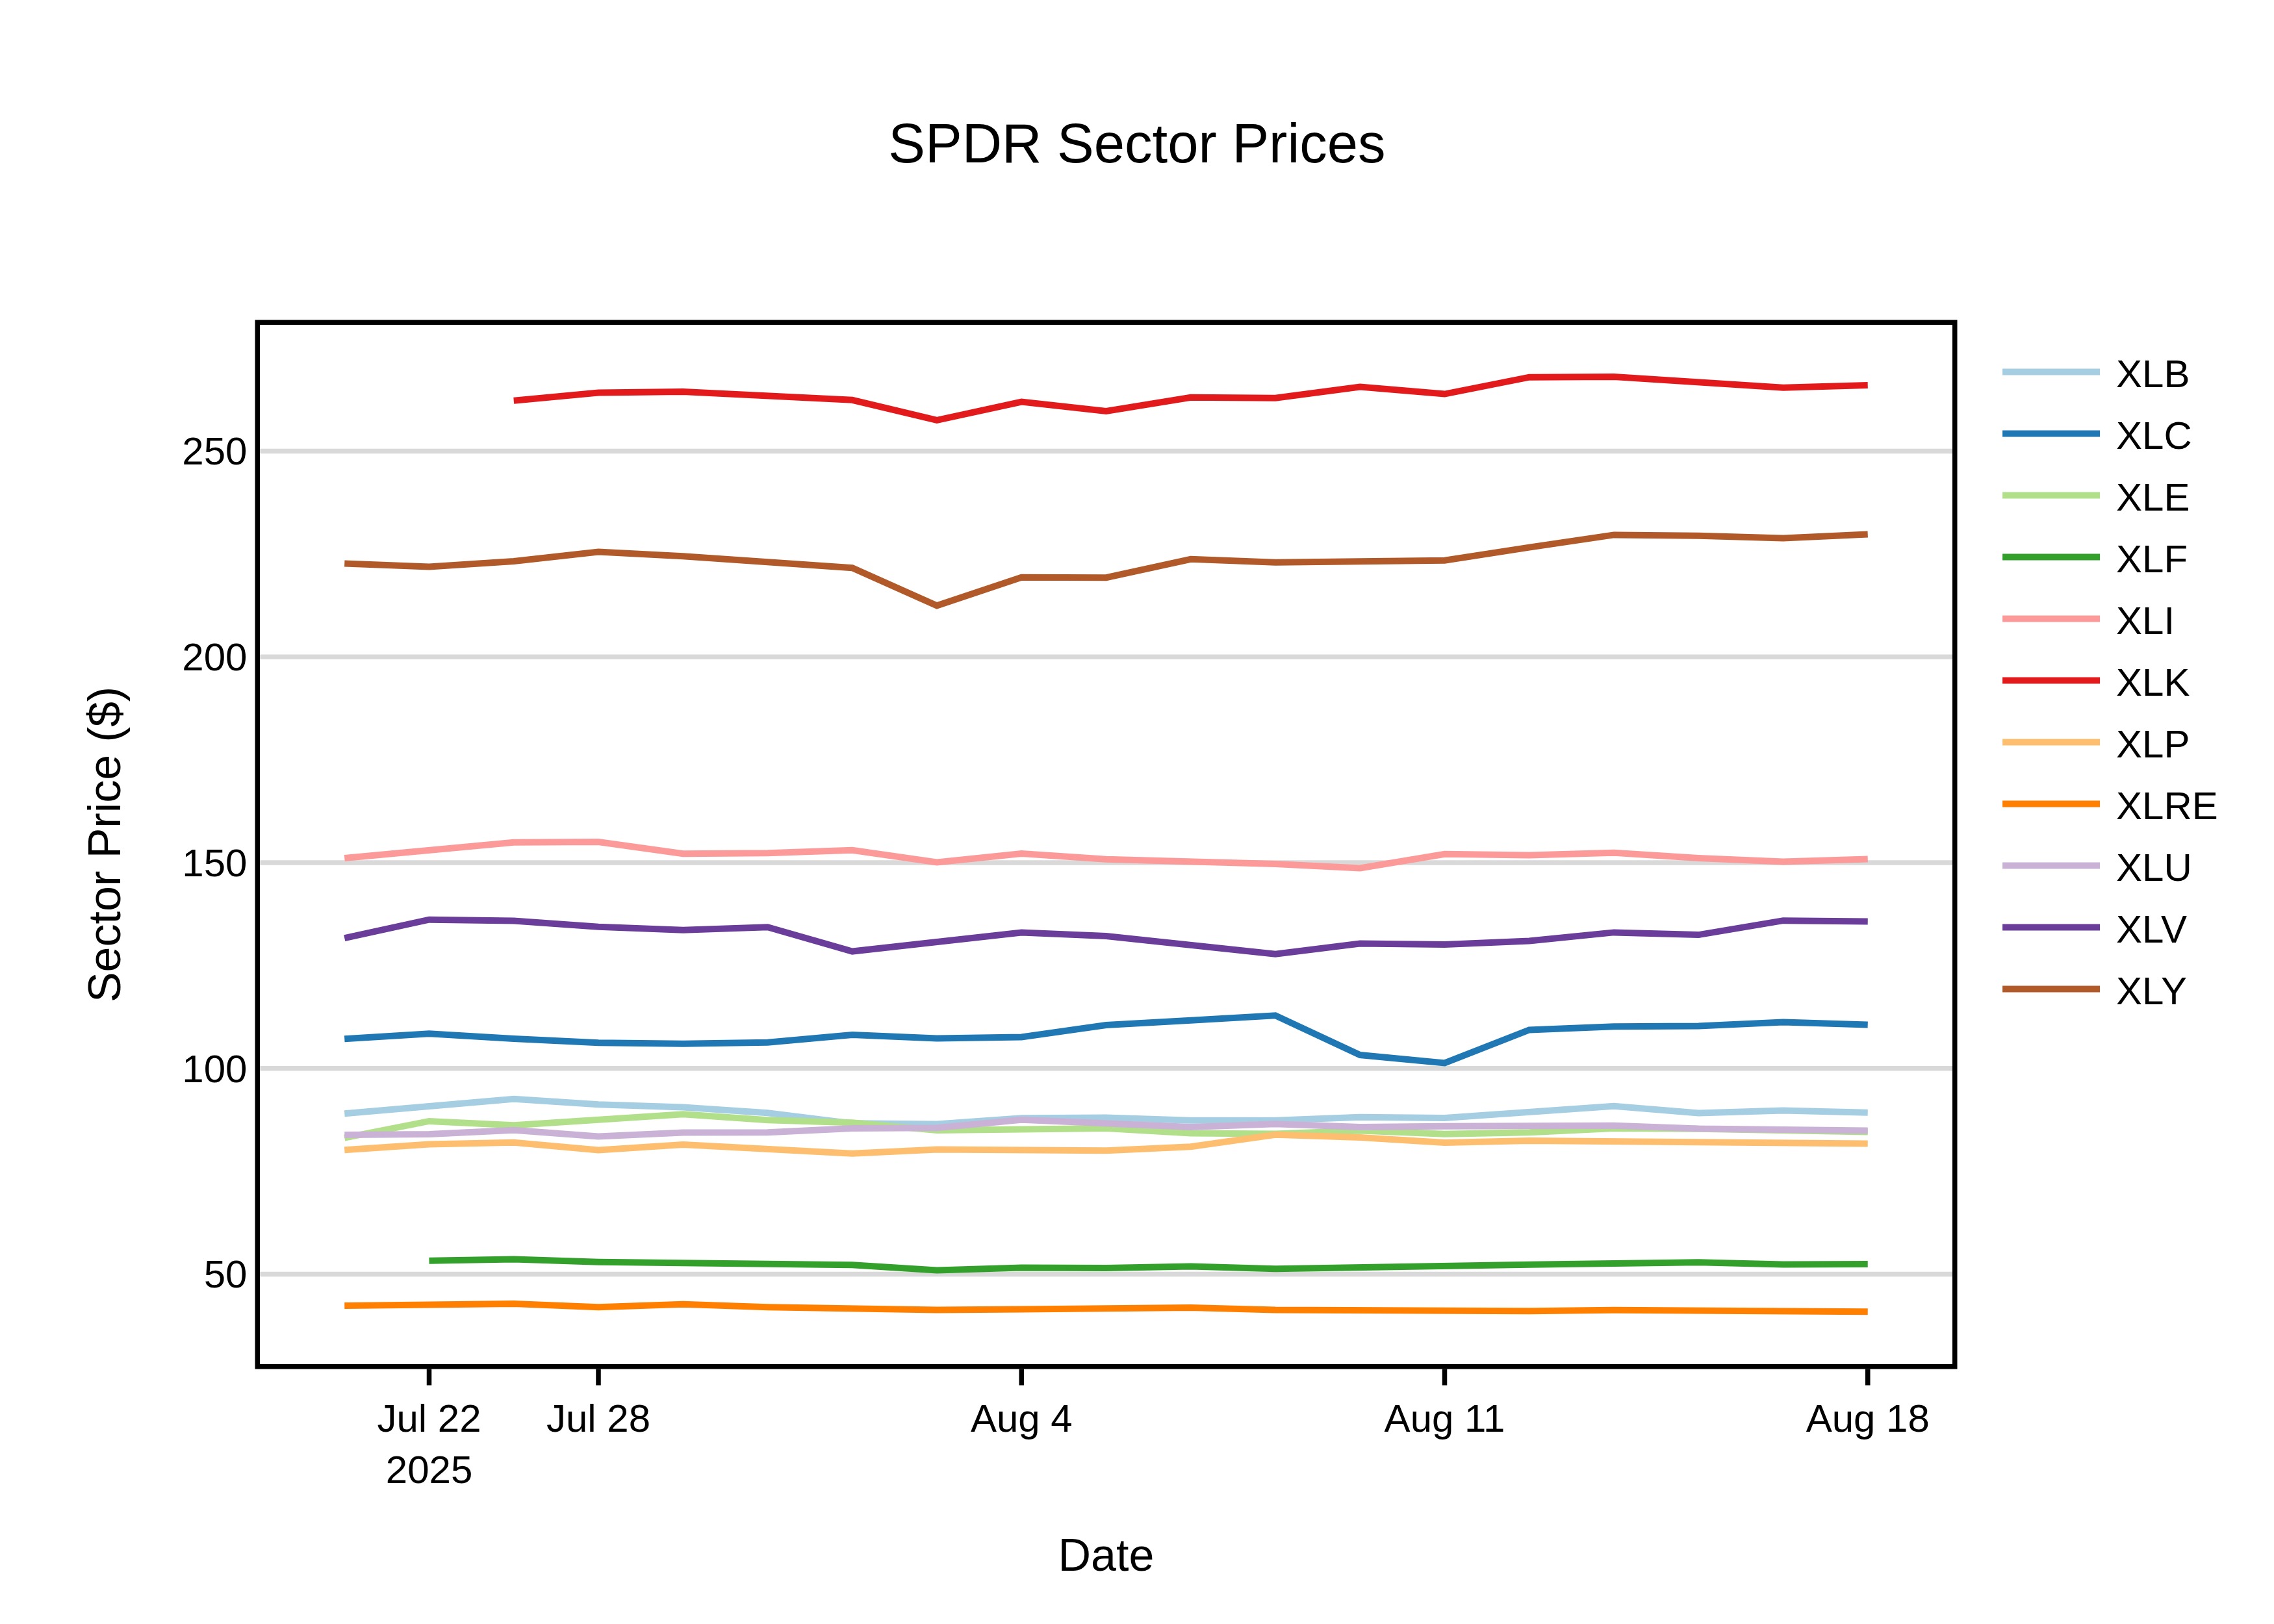 SPDR Sector Prices
Sector Price ($)
250
200
150
100
50
Jul 22
2025
Jul 28
Aug 4
Aug 11
Aug 18
Date
XLB
XLC
XLE
XLF
XLI
XLK
XLP
XLRE
XLU
XLV
XLY